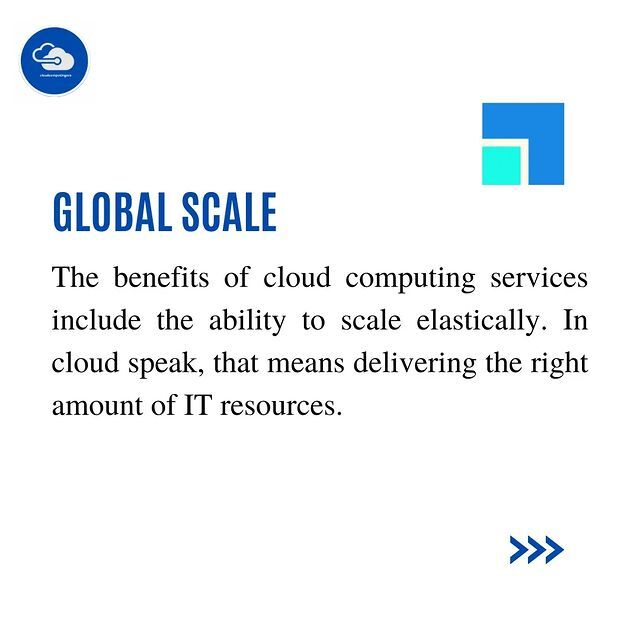 cloudcomputingera
GLOBAL SCALE
The benefits of cloud computing services
include the ability to scale elastically. In
cloud speak, that means delivering the right
amount of IT resources.